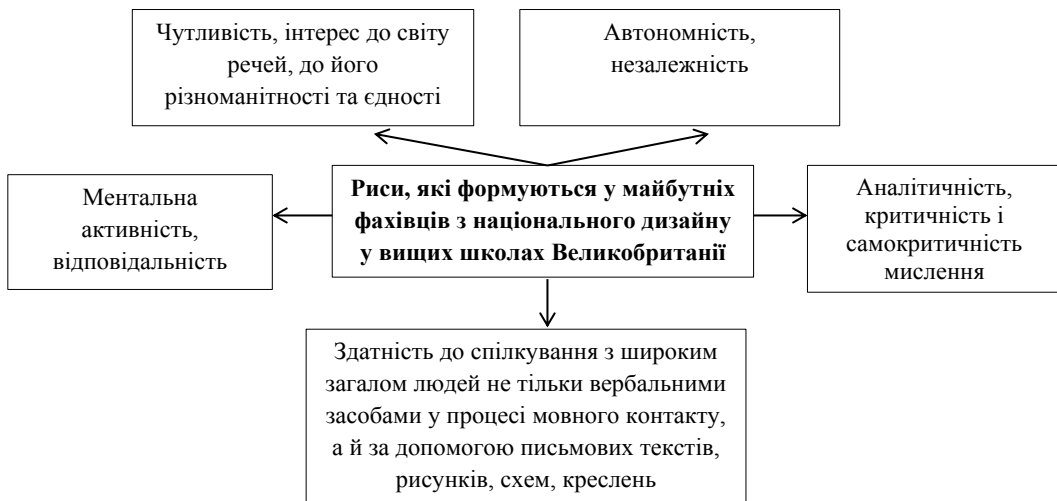 Чутливість, інтерес до світу
речей, до його
різноманітності та єдності
Автономність,
незалежність
Ментальна
активність,
відповідальність
Риси, які формуються у майбутніх
фахівців з національного дизайну
у вищих школах Великобританії
Аналітичність,
критичність і
самокритичність
мислення
Здатність до спілкування з широким
загалом людей не тільки вербальними
засобами у процесі мовного контакту,
а й за допомогою письмових текстів,
рисунків, схем, креслень